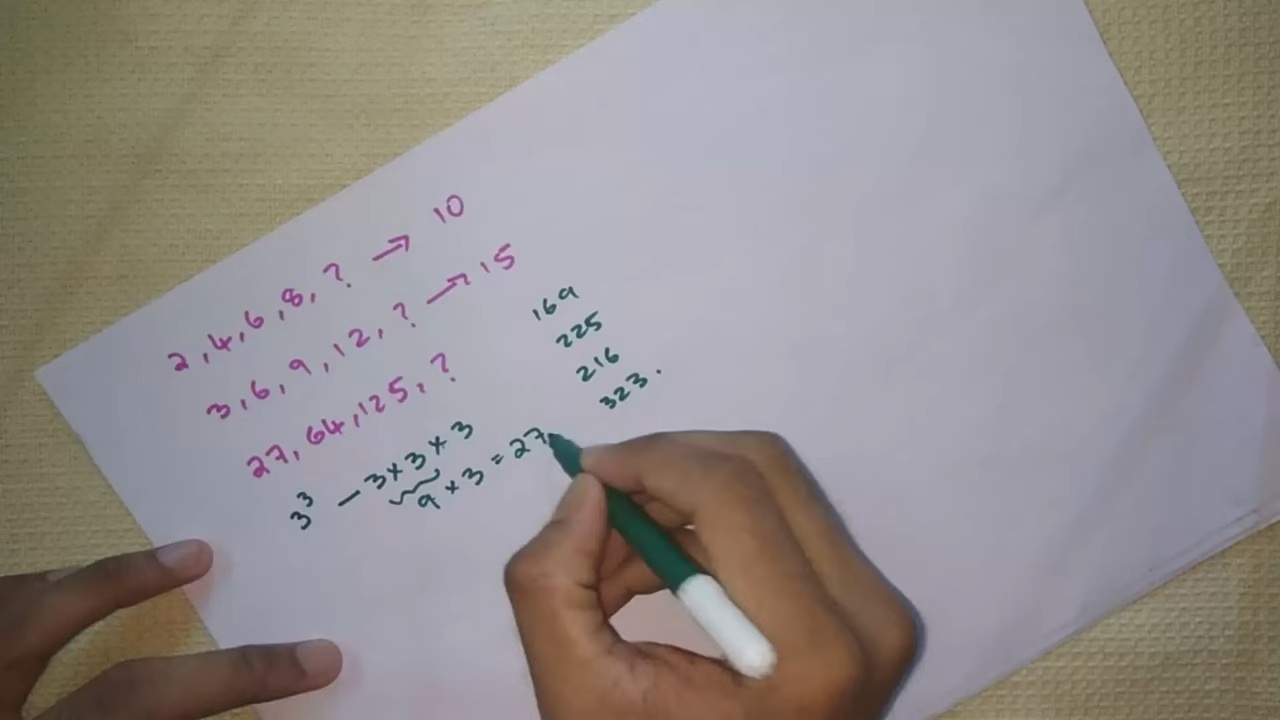 2, 4, 6, 8, ? → 10
3, 6, 9, 12, ? → 15
27, 64, 125, ?
169
225
216
323.
3³ – 3×3×3
9×3 = 27